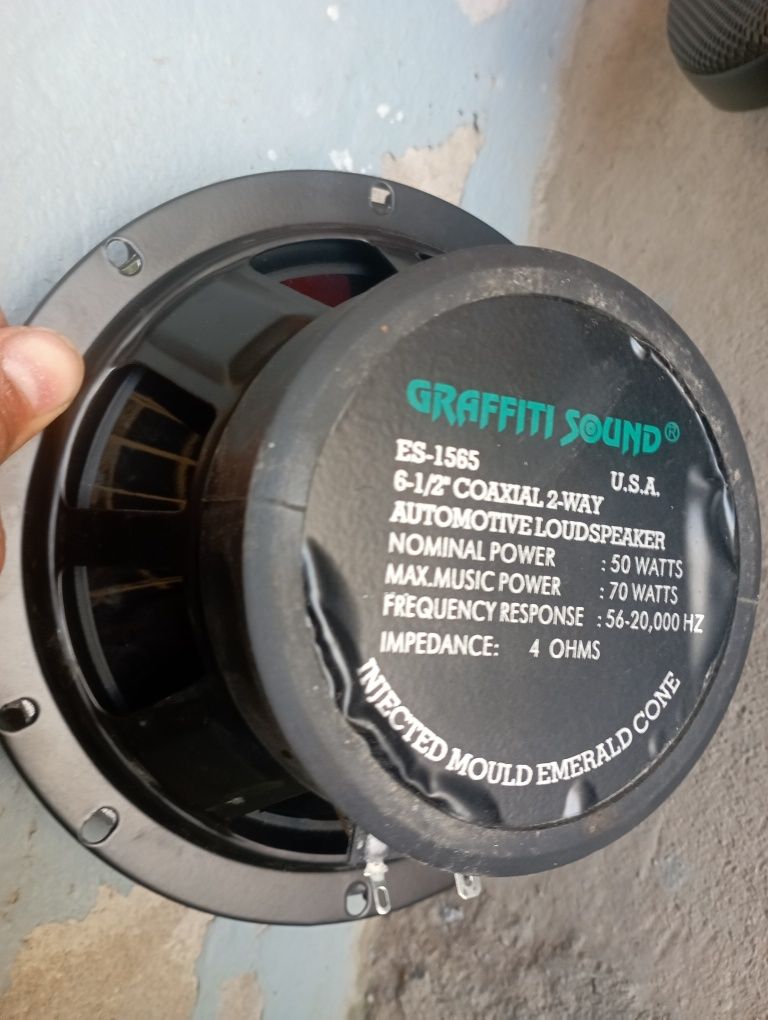 GRAFFITI SOUND®
ES-1565
U.S.A.
6-1/2" COAXIAL 2-WAY
AUTOMOTIVE LOUDSPEAKER
NOMINAL POWER : 50 WATTS
MAX.MUSIC POWER : 70 WATTS
FREQUENCY RESPONSE : 56-20,000 HZ
IMPEDANCE: 4 OHMS
INJECTED MOULD EMERALD CONE